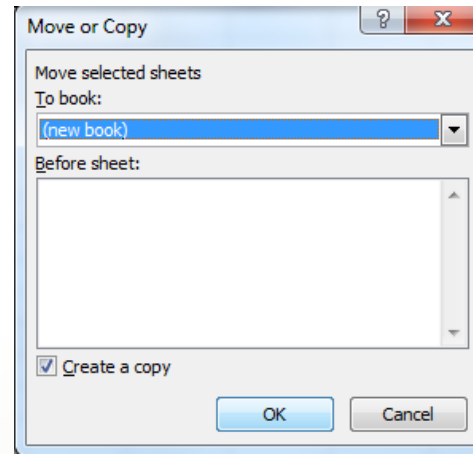 Move or Copy
Move selected sheets
To book:
(new book)
Before sheet:
Create a copy
OK Cancel